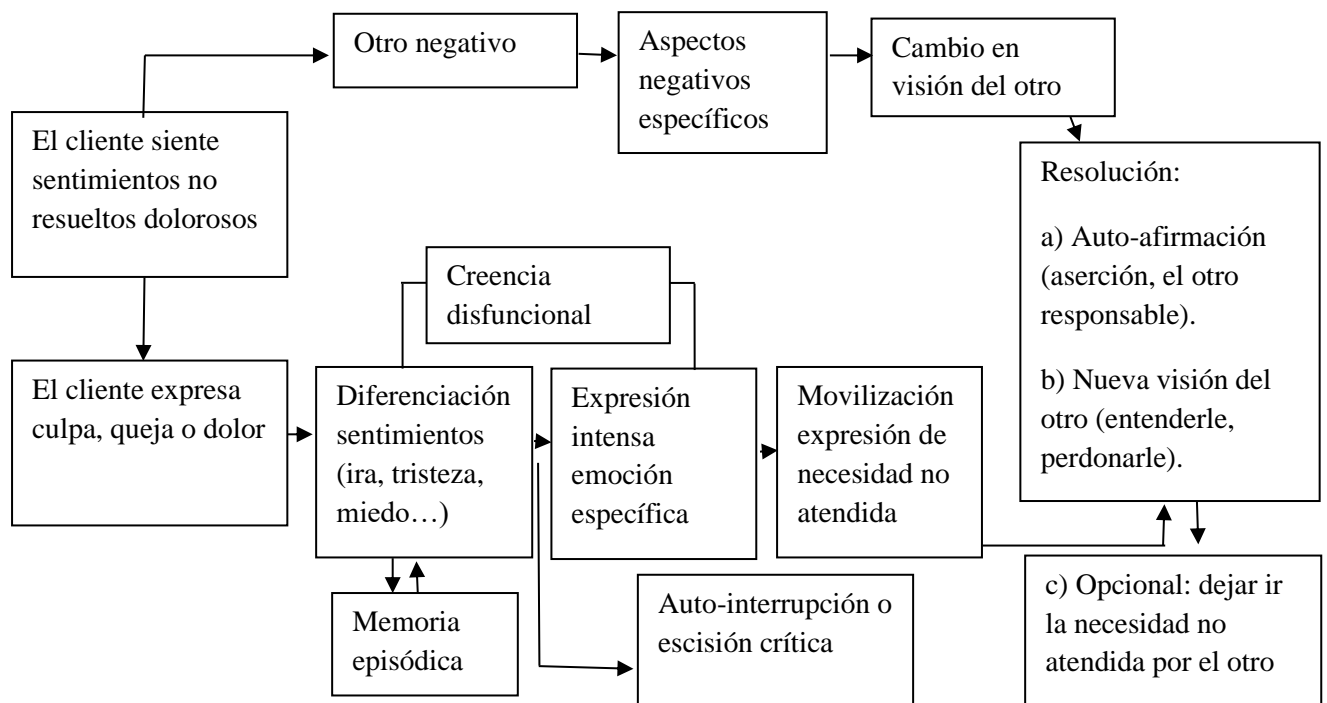 Otro negativo
Aspectos
negativos
específicos
Cambio en
visión del otro
El cliente siente
sentimientos no
resueltos dolorosos
Resolución:
a) Auto-afirmación
(aserción, el otro
responsable).
b) Nueva visión del
otro (entenderle,
perdonarle).
Creencia
disfuncional
El cliente expresa
culpa, queja o dolor
Diferenciación
sentimientos
(ira, tristeza,
miedo…)
Expresión
intensa
emoción
específica
Movilización
expresión de
necesidad no
atendida
Memoria
episódica
Auto-interrupción o
escisión crítica
c) Opcional: dejar ir
la necesidad no
atendida por el otro